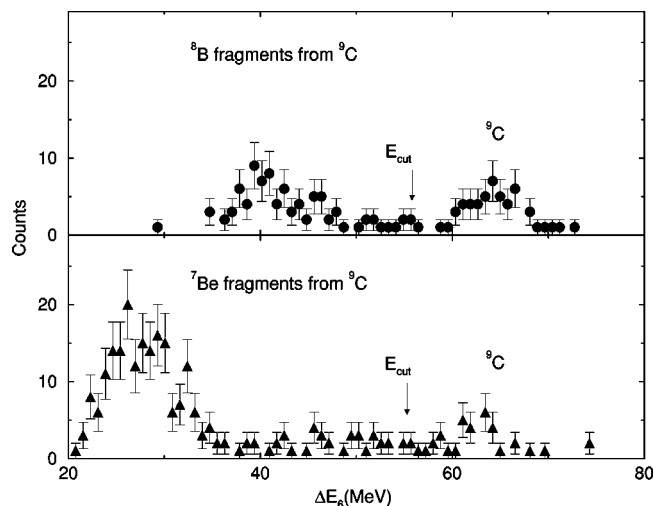 ⁸B fragments from ⁹C
20
10
0
E_cut
⁹C
Counts
⁷Be fragments from ⁹C
20
10
0
E_cut
⁹C
20 40 60 80
ΔE₆(MeV)